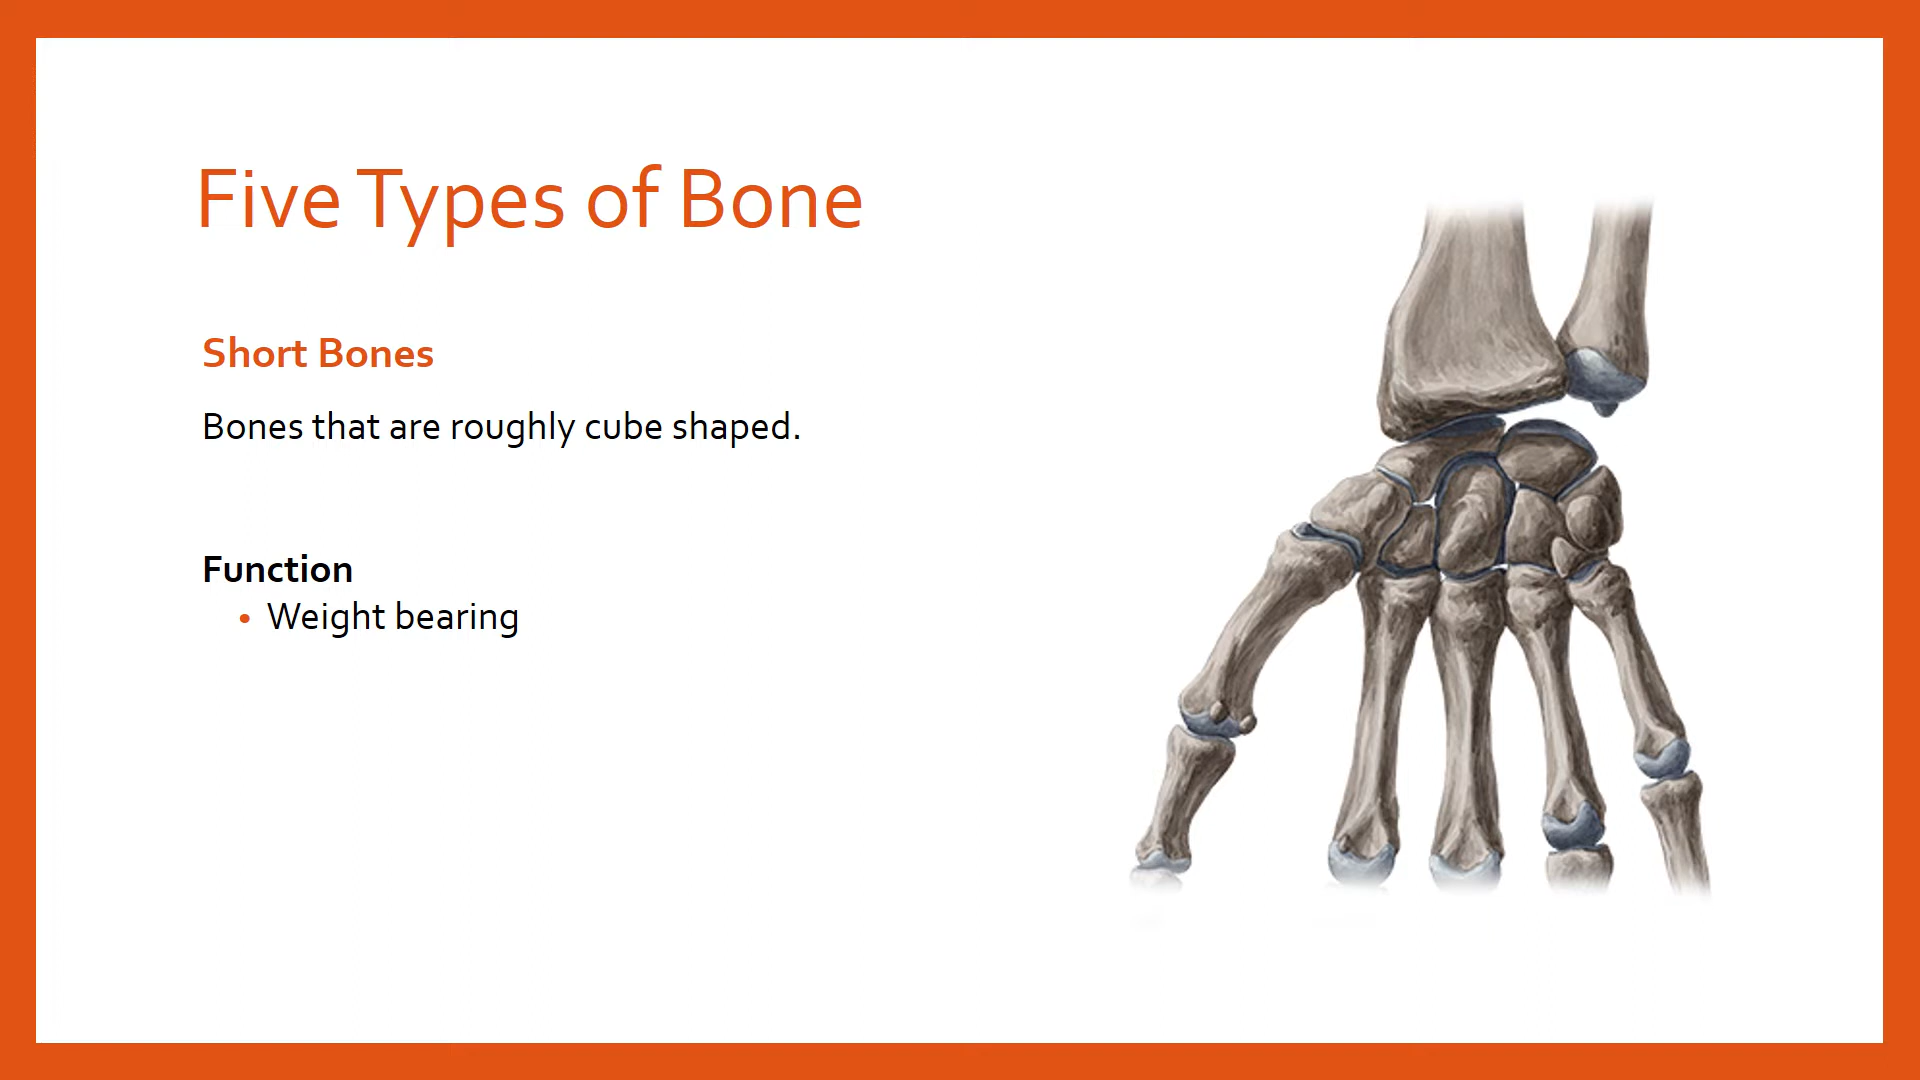 Five Types of Bone
Short Bones
Bones that are roughly cube shaped.
Function
• Weight bearing